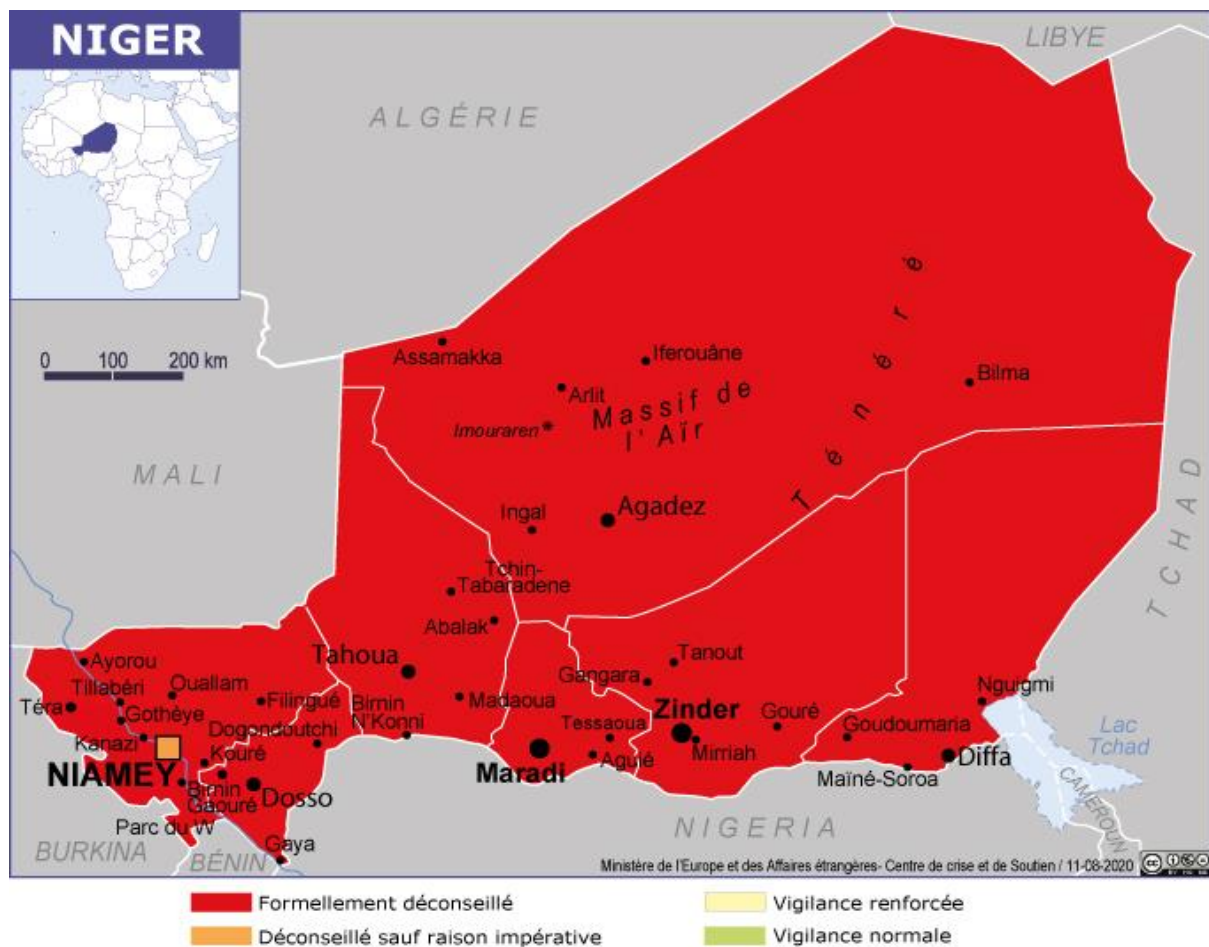 NIGER
LIBYE
ALGÉRIE
0 100 200 km
Assamakka
Iferouâne
Arlit
Bilma
Imouraren
Massif de
l'Aïr
Ténéré
MALI
TCHAD
Ingal
Agadez
Tchin-
Tabaradene
Abalak
Tahoua
Tanout
Gangara
Ayorou
Ouallam
Tillabéri
Filingué
Birnin
N'Konni
Madaoua
Nguigmi
Téra
Gothèye
Dogondoutchi
Tessaoua
Zinder
Gouré
Goudoumaria
Lac
Tchad
Kanazi
Kouré
Mirriah
NIAMEY
Maradi
Aguié
Diffa
Maïné-Soroa
Birnin
Gaouré
Dosso
CAMEROUN
Parc du W
NIGERIA
BURKINA
BÉNIN
Gaya
Ministère de l'Europe et des Affaires étrangères- Centre de crise et de Soutien / 11-08-2020
Formellement déconseillé
Vigilance renforcée
Déconseillé sauf raison impérative
Vigilance normale